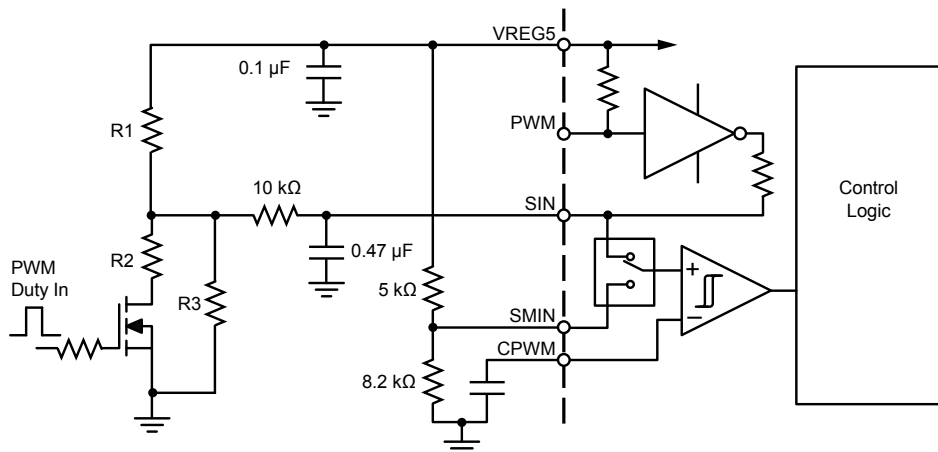 VREG5
0.1 µF
PWM
R1
Control
Logic
10 kΩ
SIN
R2
0.47 µF
PWM
Duty In
R3
5 kΩ
+
SMIN
–
CPWM
8.2 kΩ